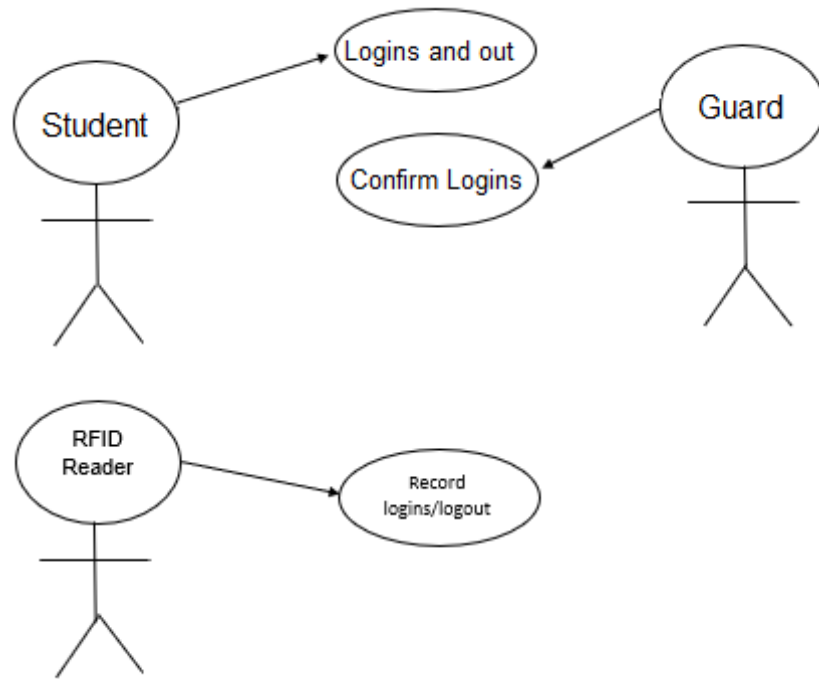 Logins and out
Student
Guard
Confirm Logins
RFID
Reader
Record
logins/logout